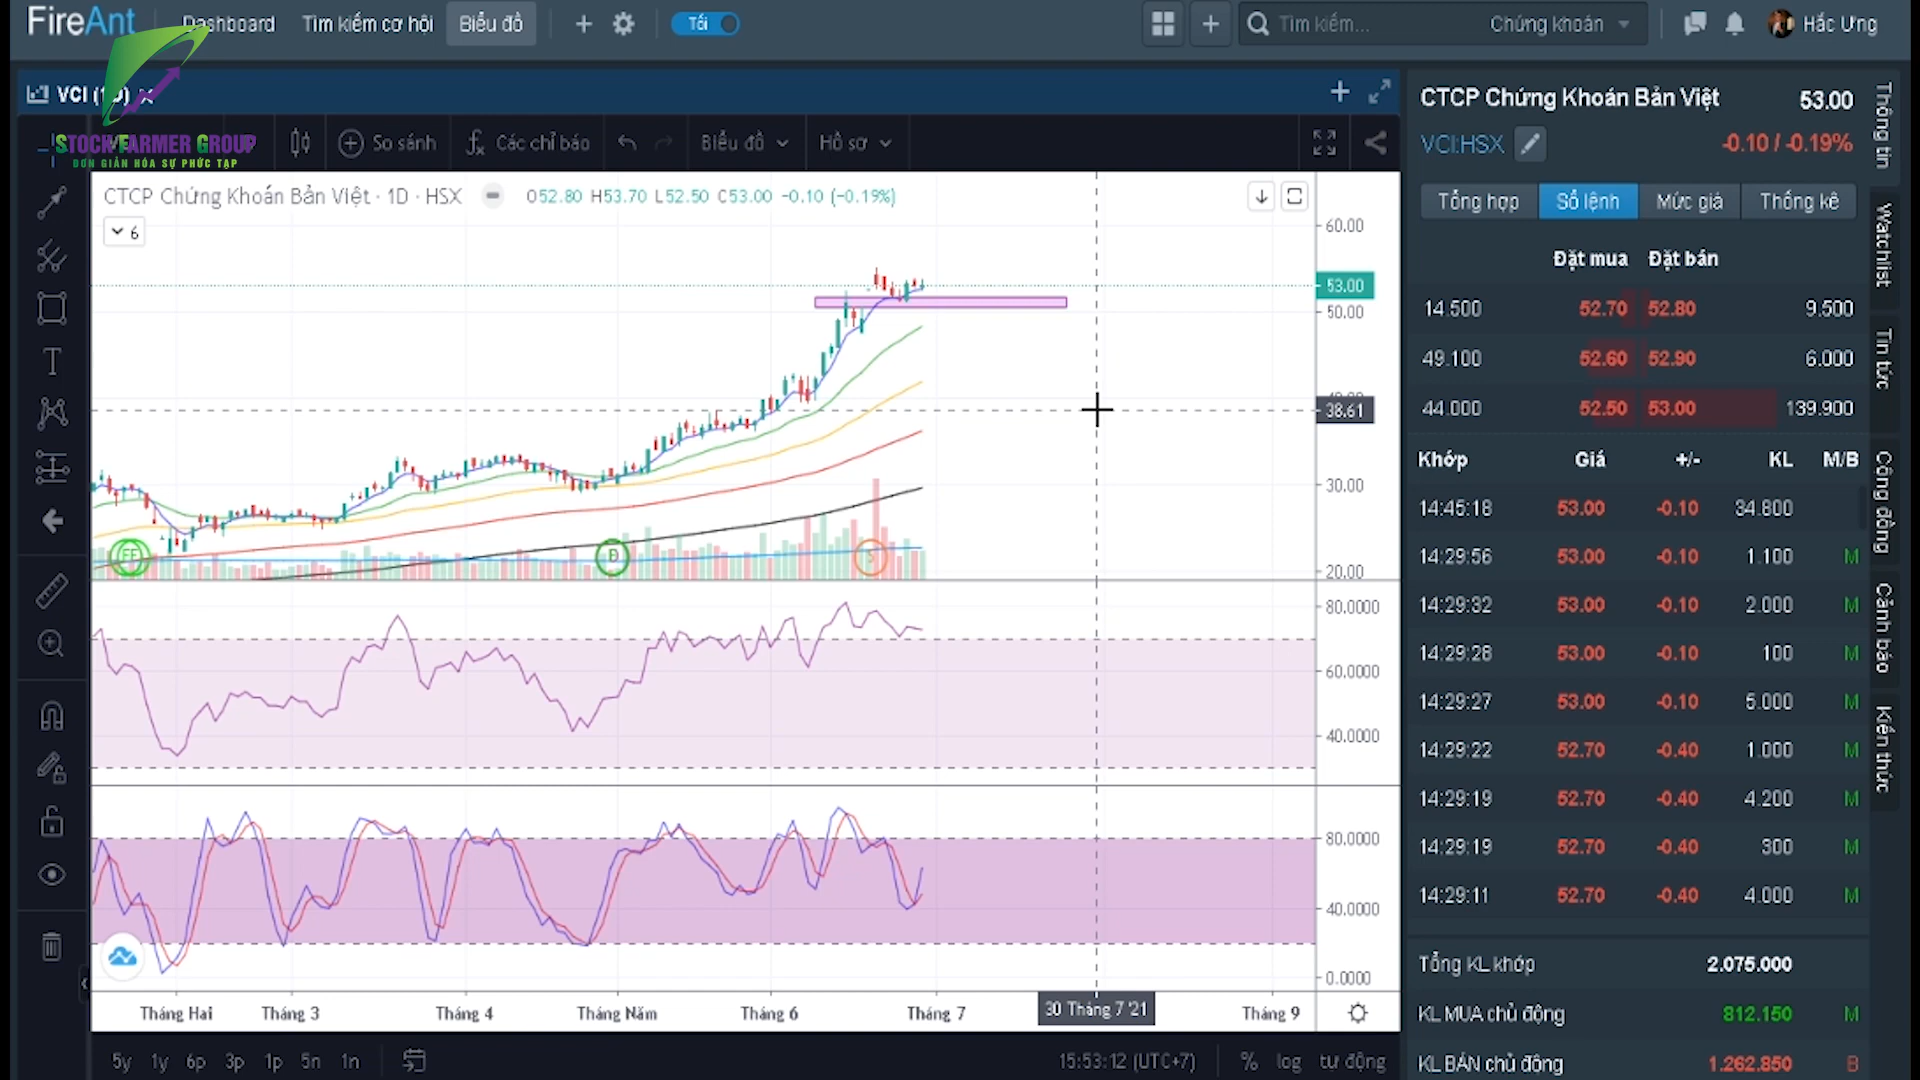 FireAnt
Dashboard Tìm kiếm cơ hội Biểu đồ Tối
Tìm kiếm... Chứng khoán Hắc Ưng
STOCK FARMER GROUP
ĐƠN GIẢN HÓA SỰ PHỨC TẠP
So sánh Các chỉ báo Biểu đồ Hồ sơ
CTCP Chứng Khoán Bản Việt · 1D · HSX O52.80 H53.70 L52.50 C53.00 -0.10 (-0.19%)
6
60.00
53.00
50.00
38.61
30.00
20.00
EF
D
80.0000
60.0000
40.0000
80.0000
40.0000
0.0000
Tháng Hai Tháng 3 Tháng 4 Tháng Năm Tháng 6 Tháng 7 30 Tháng 7 '21 Tháng 9
5y 1y 6p 3p 1p 5n 1n 15:53:12 (UTC+7) % log tự động
CTCP Chứng Khoán Bản Việt 53.00
VCI:HSX -0.10 / -0.19%
Tổng hợp Sổ lệnh Mức giá Thống kê
Đặt mua Đặt bán
14.500 52.70 52.80 9.500
49.100 52.60 52.90 6.000
44.000 52.50 53.00 139.900
Khớp Giá +/- KL M/B
14:45:18 53.00 -0.10 34.800
14:29:56 53.00 -0.10 1.100 M
14:29:32 53.00 -0.10 2.000 M
14:29:28 53.00 -0.10 100 M
14:29:27 53.00 -0.10 5.000 M
14:29:22 52.70 -0.40 1.000 M
14:29:19 52.70 -0.40 4.200 M
14:29:19 52.70 -0.40 300 M
14:29:11 52.70 -0.40 4.000 M
Tổng KL khớp 2.075.000
KL MUA chủ động 812.150 M
KL BÁN chủ động 1.262.850 B
Thông tin
Watchlist
Tin tức
Cộng đồng
Cảnh báo
Kiến thức